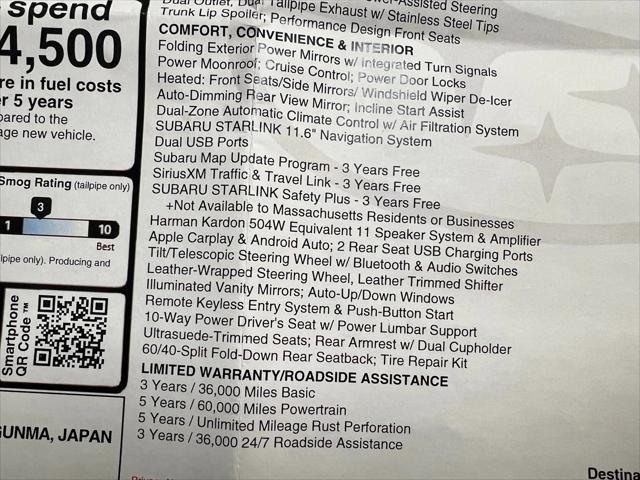 spend
4,500
re in fuel costs
r 5 years
pared to the
age new vehicle.
Smog Rating (tailpipe only)
3
1
10
Best
lpipe only). Producing and
Smartphone
QR Code™
GUNMA, JAPAN
-Assisted Steering
Dual Outlet, Dual Tailpipe Exhaust w/ Stainless Steel Tips
Trunk Lip Spoiler; Performance Design Front Seats
COMFORT, CONVENIENCE & INTERIOR
Folding Exterior Power Mirrors w/ Integrated Turn Signals
Power Moonroof; Cruise Control; Power Door Locks
Heated: Front Seats/Side Mirrors/ Windshield Wiper De-Icer
Auto-Dimming Rear View Mirror; Incline Start Assist
Dual-Zone Automatic Climate Control w/ Air Filtration System
SUBARU STARLINK 11.6" Navigation System
Dual USB Ports
Subaru Map Update Program - 3 Years Free
SiriusXM Traffic & Travel Link - 3 Years Free
SUBARU STARLINK Safety Plus - 3 Years Free
+Not Available to Massachusetts Residents or Businesses
Harman Kardon 504W Equivalent 11 Speaker System & Amplifier
Apple Carplay & Android Auto; 2 Rear Seat USB Charging Ports
Tilt/Telescopic Steering Wheel w/ Bluetooth & Audio Switches
Leather-Wrapped Steering Wheel, Leather Trimmed Shifter
Illuminated Vanity Mirrors; Auto-Up/Down Windows
Remote Keyless Entry System & Push-Button Start
10-Way Power Driver's Seat w/ Power Lumbar Support
Ultrasuede-Trimmed Seats; Rear Armrest w/ Dual Cupholder
60/40-Split Fold-Down Rear Seatback; Tire Repair Kit
LIMITED WARRANTY/ROADSIDE ASSISTANCE
3 Years / 36,000 Miles Basic
5 Years / 60,000 Miles Powertrain
5 Years / Unlimited Mileage Rust Perforation
3 Years / 36,000 24/7 Roadside Assistance
Destina